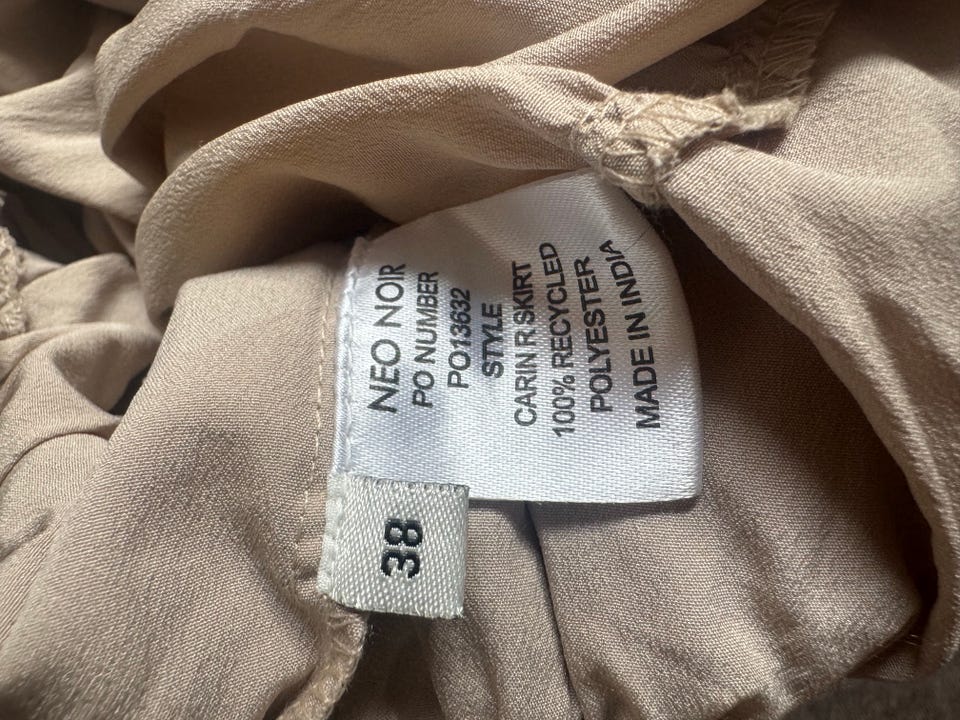 NEO NOIR
PO NUMBER
PO13632
STYLE
CARIN R SKIRT
100% RECYCLED
POLYESTER
MADE IN INDIA
38